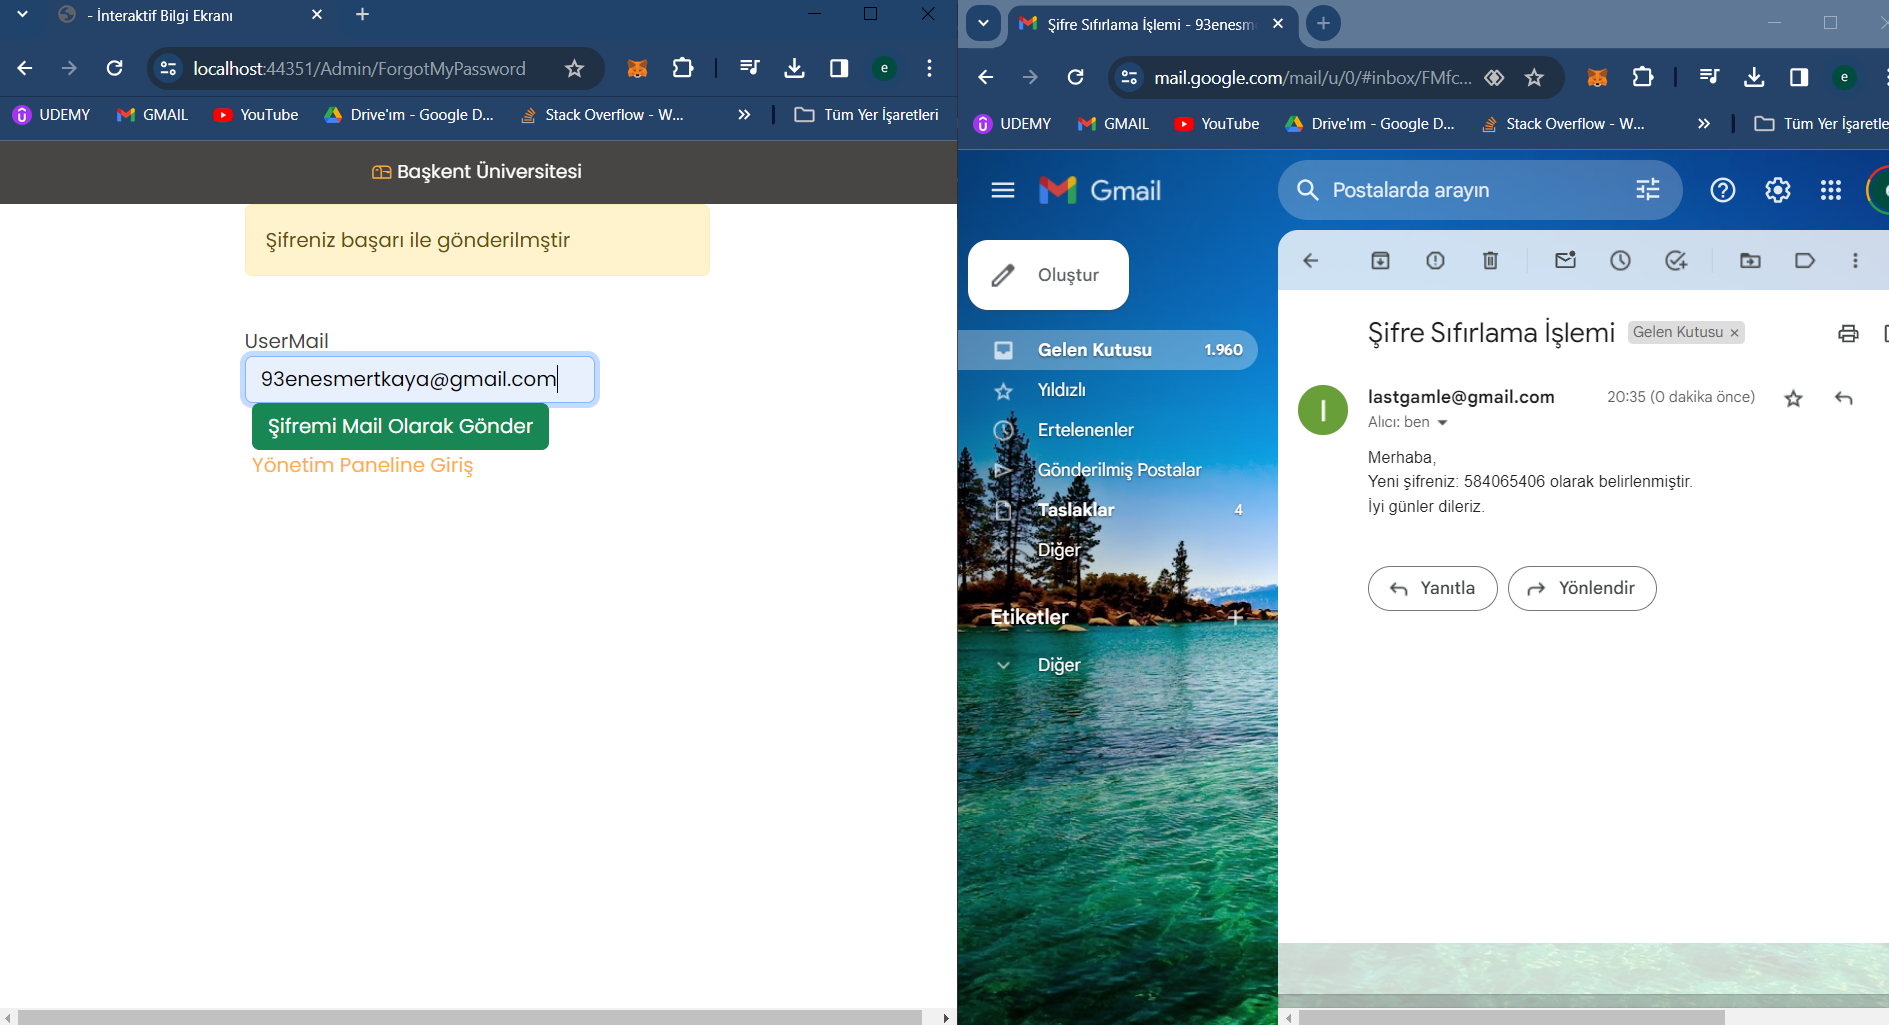 - İnteraktif Bilgi Ekranı
localhost:44351/Admin/ForgotMyPassword
e
UDEMY
GMAIL
YouTube
Drive'ım - Google D...
Stack Overflow - W...
Tüm Yer İşaretleri
Başkent Üniversitesi
Şifreniz başarı ile gönderilmştir
UserMail
93enesmertkaya@gmail.com
Şifremi Mail Olarak Gönder
Yönetim Paneline Giriş
Şifre Sıfırlama İşlemi - 93enesm
mail.google.com/mail/u/0/#inbox/FMfc...
e
UDEMY
GMAIL
YouTube
Drive'ım - Google D...
Stack Overflow - W...
Tüm Yer İşaretle
Gmail
Postalarda arayın
Oluştur
Gelen Kutusu 1.960
Yıldızlı
Ertelenenler
Gönderilmiş Postalar
Taslaklar 4
Diğer
Etiketler
Diğer
Şifre Sıfırlama İşlemi
Gelen Kutusu
l
lastgamle@gmail.com
20:35 (0 dakika önce)
Alıcı: ben
Merhaba,
Yeni şifreniz: 584065406 olarak belirlenmiştir.
İyi günler dileriz.
Yanıtla
Yönlendir